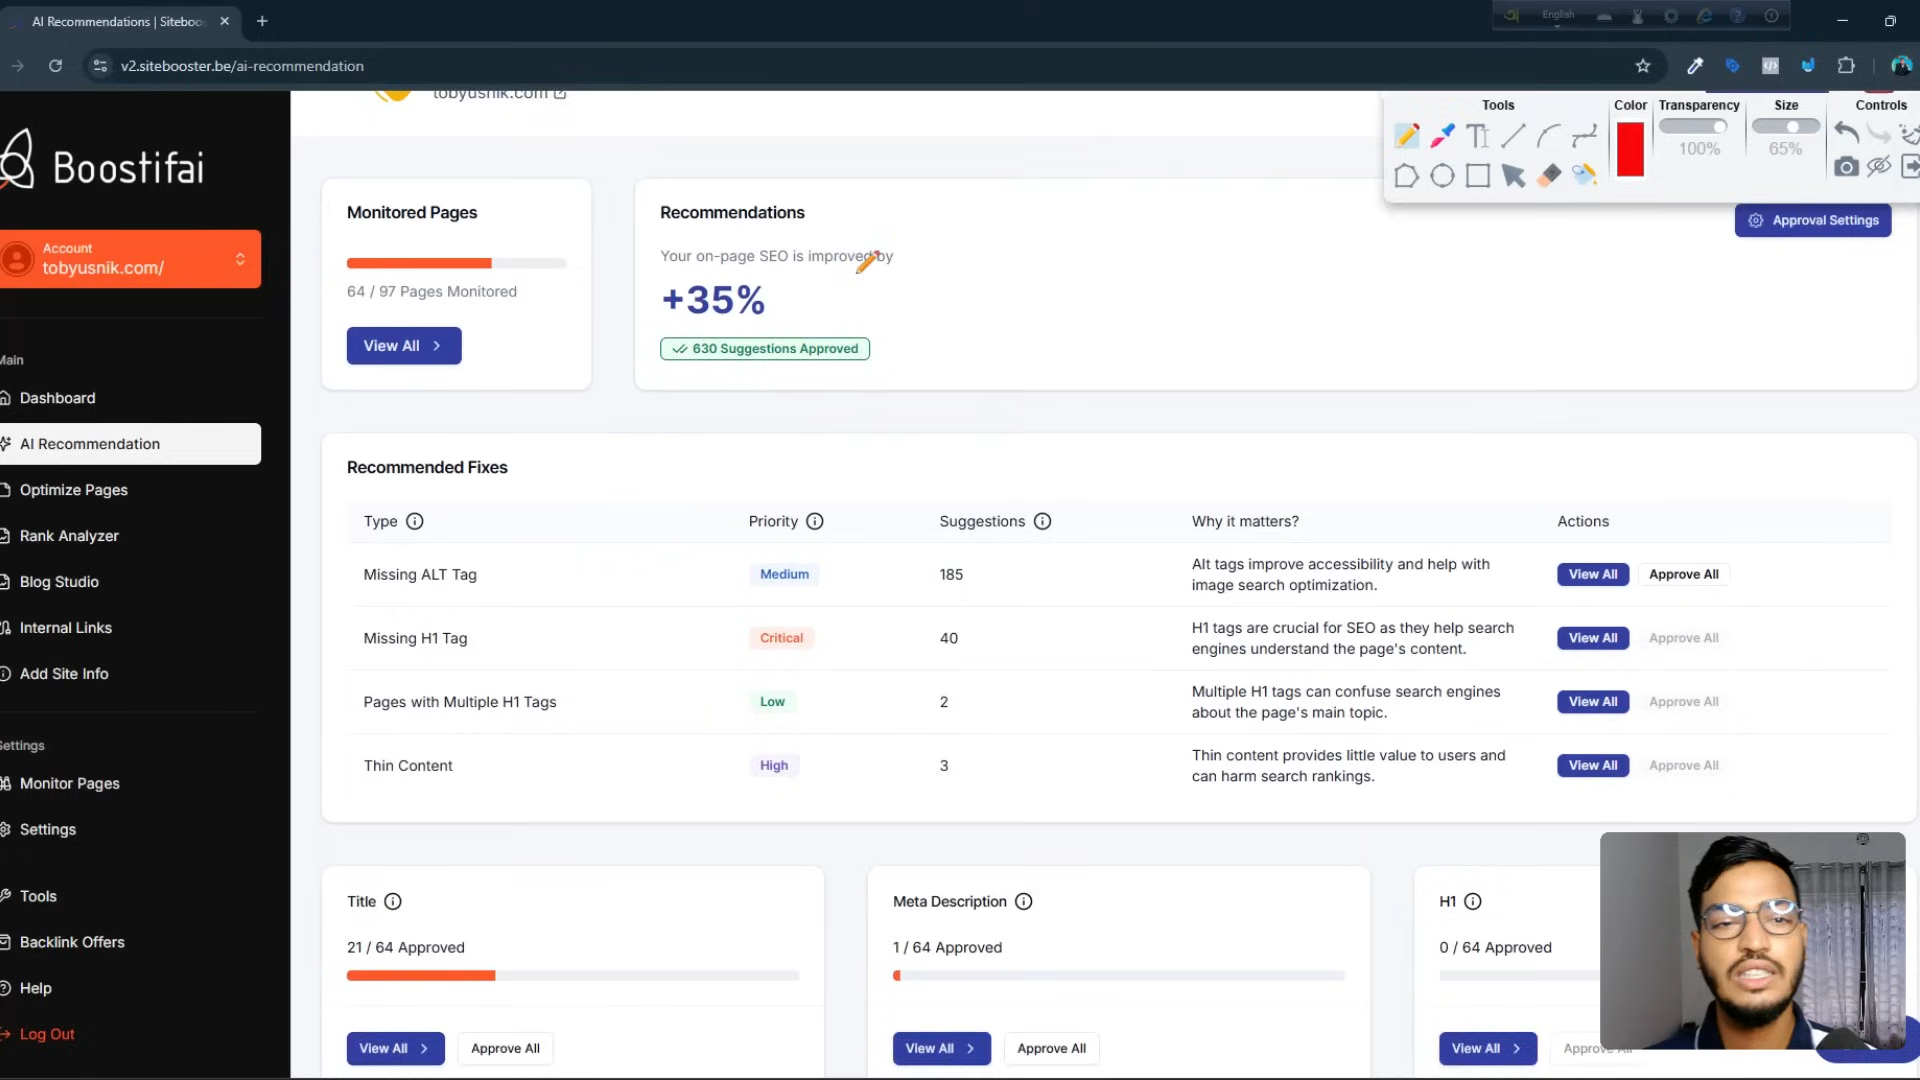 AI Recommendations | Siteboo
English
v2.sitebooster.be/ai-recommendation
tobyusnik.com
Tools
Color
Transparency
Size
Controls
100%
65%
Boostifai
Account
tobyusnik.com/
Main
Dashboard
AI Recommendation
Optimize Pages
Rank Analyzer
Blog Studio
Internal Links
Add Site Info
Settings
Monitor Pages
Settings
Tools
Backlink Offers
Help
Log Out
Monitored Pages
64 / 97 Pages Monitored
View All
Recommendations
Your on-page SEO is improved by
+35%
630 Suggestions Approved
Approval Settings
Recommended Fixes
Type Priority Suggestions Why it matters? Actions
Missing ALT Tag Medium 185 Alt tags improve accessibility and help with
image search optimization. View All Approve All
Missing H1 Tag Critical 40 H1 tags are crucial for SEO as they help search
engines understand the page's content. View All Approve All
Pages with Multiple H1 Tags Low 2 Multiple H1 tags can confuse search engines
about the page's main topic. View All Approve All
Thin Content High 3 Thin content provides little value to users and
can harm search rankings. View All Approve All
Title
21 / 64 Approved
View All Approve All
Meta Description
1 / 64 Approved
View All Approve All
H1
0 / 64 Approved
View All Approve All